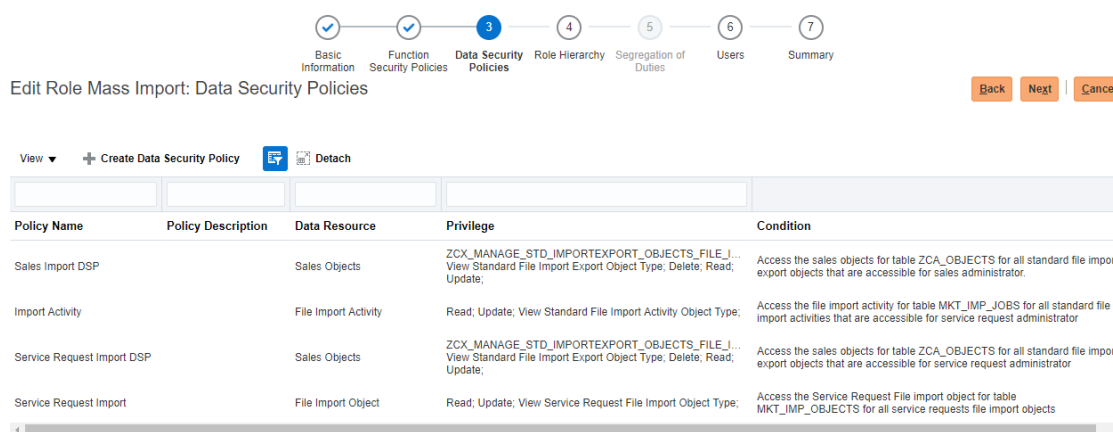 3
4
5
6
7
Basic Information
Function Security Policies
Data Security Policies
Role Hierarchy
Segregation of Duties
Users
Summary
Edit Role Mass Import: Data Security Policies
Back
Next
Cance
View
Create Data Security Policy
Detach
Policy Name
Policy Description
Data Resource
Privilege
Condition
Sales Import DSP
Sales Objects
ZCX_MANAGE_STD_IMPORTEXPORT_OBJECTS_FILE_I...
View Standard File Import Export Object Type; Delete; Read;
Update;
Access the sales objects for table ZCA_OBJECTS for all standard file impor
export objects that are accessible for sales administrator.
Import Activity
File Import Activity
Read; Update; View Standard File Import Activity Object Type;
Access the file import activity for table MKT_IMP_JOBS for all standard file
import activities that are accessible for service request administrator
Service Request Import DSP
Sales Objects
ZCX_MANAGE_STD_IMPORTEXPORT_OBJECTS_FILE_I...
View Standard File Import Export Object Type; Delete; Read;
Update;
Access the sales objects for table ZCA_OBJECTS for all standard file impor
export objects that are accessible for service request administrator
Service Request Import
File Import Object
Read; Update; View Service Request File Import Object Type;
Access the Service Request File import object for table
MKT_IMP_OBJECTS for all service requests file import objects